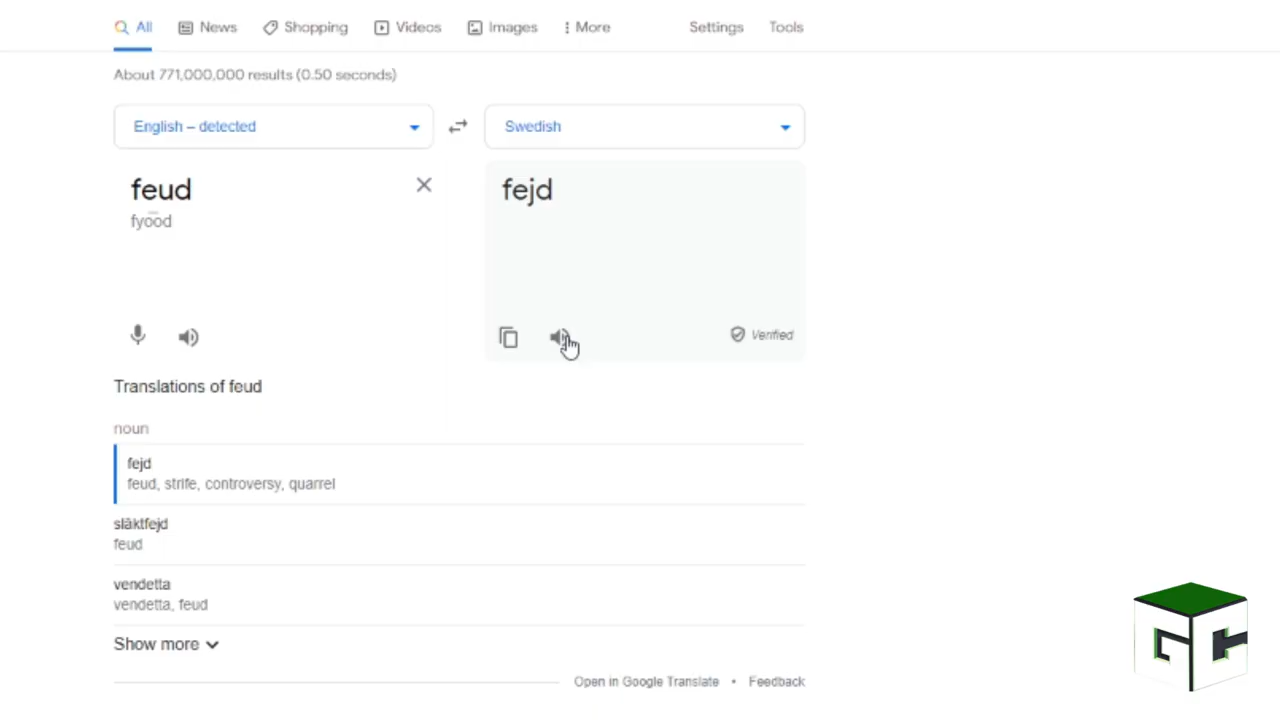 All News Shopping Videos Images More Settings Tools
About 771,000,000 results (0.50 seconds)
English – detected Swedish
feud fejd
fyo͞od
Verified
Translations of feud
noun
fejd
feud, strife, controversy, quarrel
släktfejd
feud
vendetta
vendetta, feud
Show more
Open in Google Translate • Feedback
GC